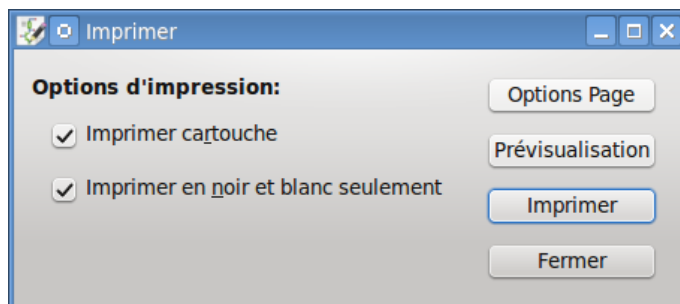 Imprimer
Options d'impression:
Imprimer cartouche
Imprimer en noir et blanc seulement
Options Page
Prévisualisation
Imprimer
Fermer